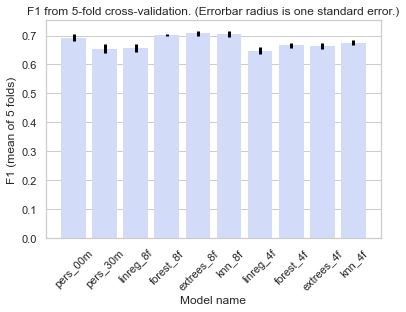 F1 from 5-fold cross-validation. (Errorbar radius is one standard error.)
0.7
0.6
0.5
0.4
0.3
0.2
0.1
0.0
F1 (mean of 5 folds)
pers_00m
pers_30m
linreg_8f
forest_8f
extrees_8f
knn_8f
linreg_4f
forest_4f
extrees_4f
knn_4f
Model name